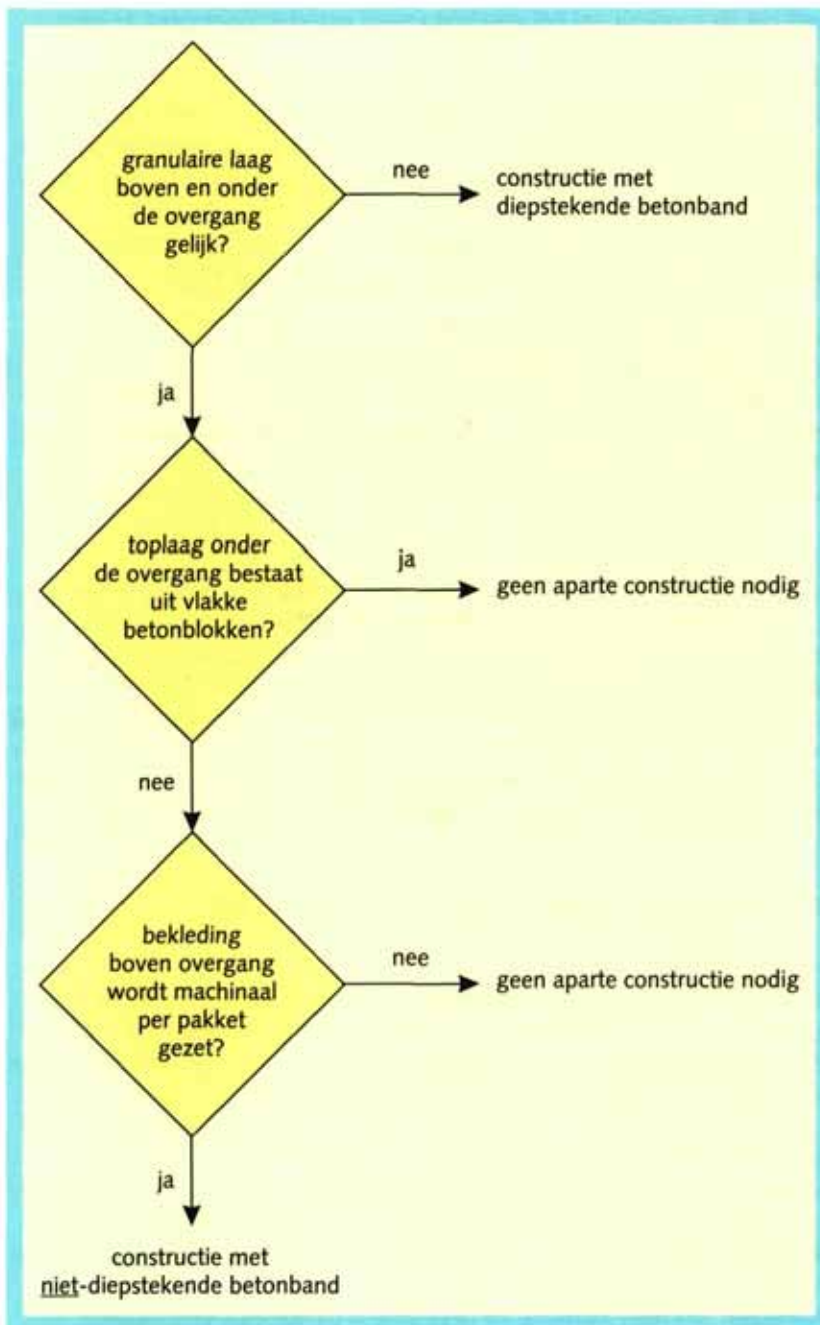 granulaire laag
boven en onder
de overgang
gelijk?
nee
constructie met
diepstekende betonband
ja
toplaag onder
de overgang bestaat
uit vlakke
betonblokken?
ja
geen aparte constructie nodig
nee
bekleding
boven overgang
wordt machinaal
per pakket
gezet?
nee
geen aparte constructie nodig
ja
constructie met
niet-diepstekende betonband